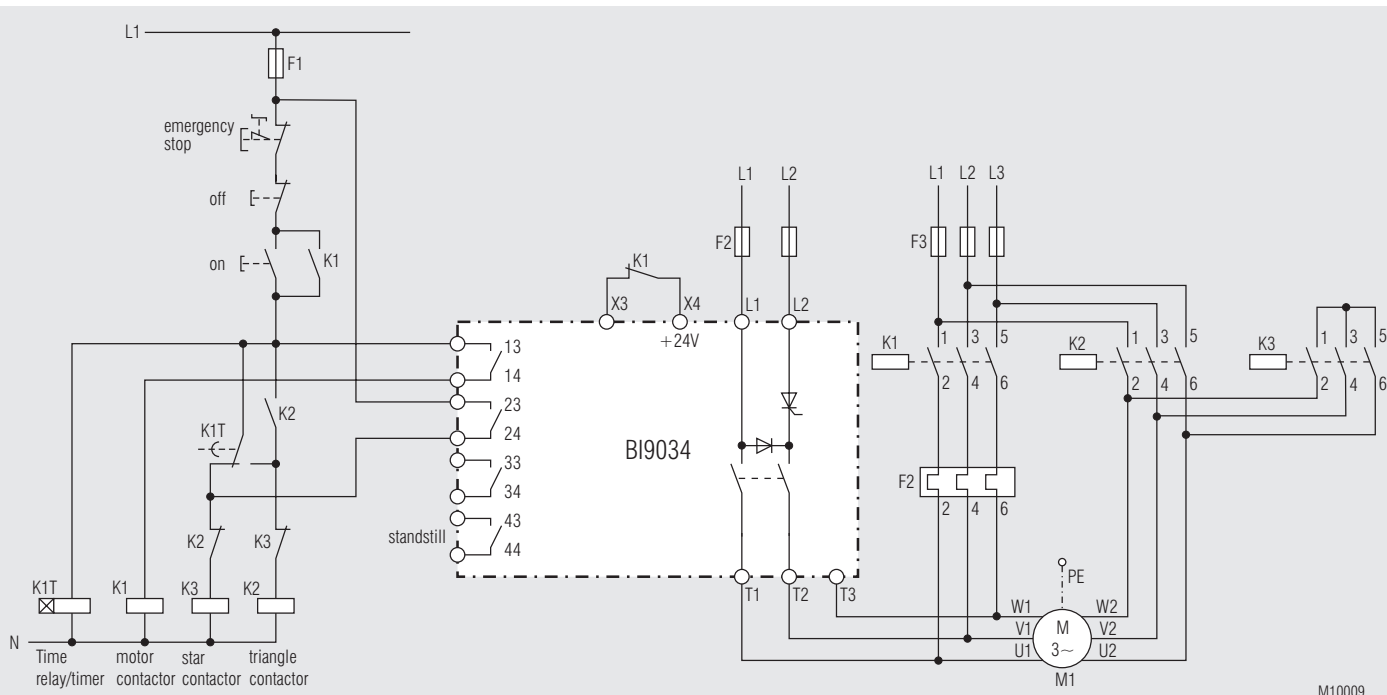 L1
F1
emergency
stop
off
on
K1
K1T
K2
K2
K3
K1T
K1
K3
K2
N
Time
relay/timer
motor
contactor
star
contactor
triangle
contactor
13
14
23
24
33
34
43
44
standstill
K1
X3
X4
+24V
BI9034
L1
L2
F2
L1
L2
T1
T2
T3
L1
L2
L3
F3
K1
1
3
5
2
4
6
K2
1
3
5
2
4
6
K3
1
3
5
2
4
6
F2
2
4
6
PE
W1
V1
U1
M
3~
W2
V2
U2
M1
M10009